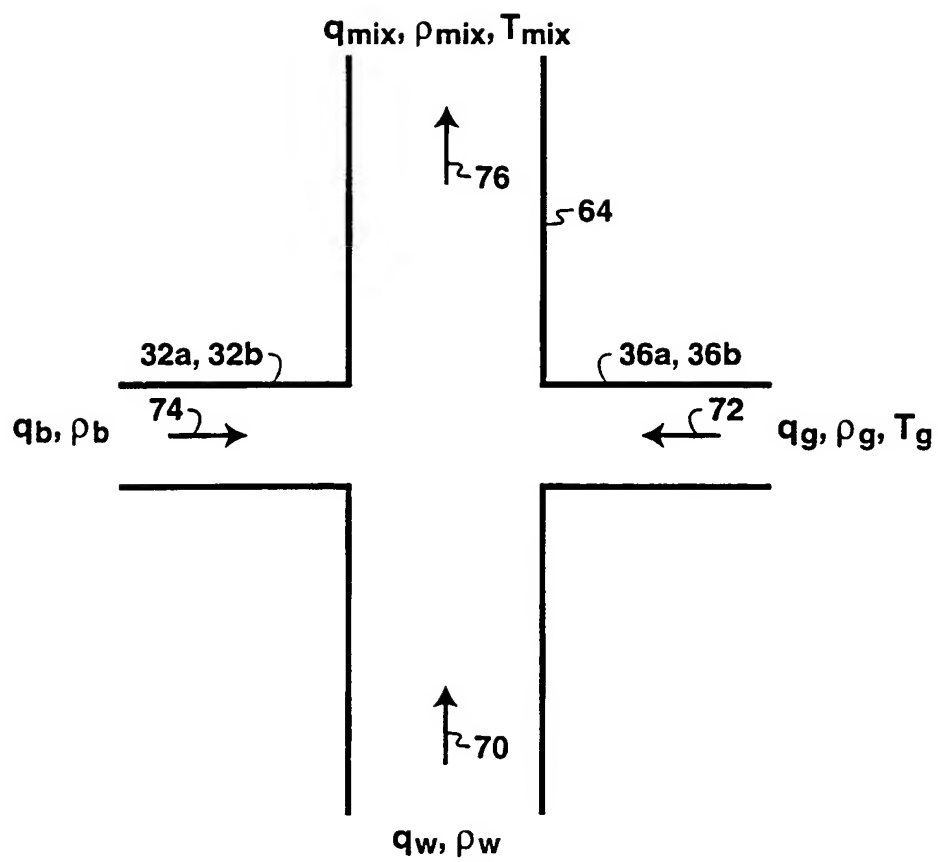 qmix, ρmix, Tmix
76
64
32a, 32b
36a, 36b
74
72
qb, ρb
qg, ρg, Tg
70
qw, ρw